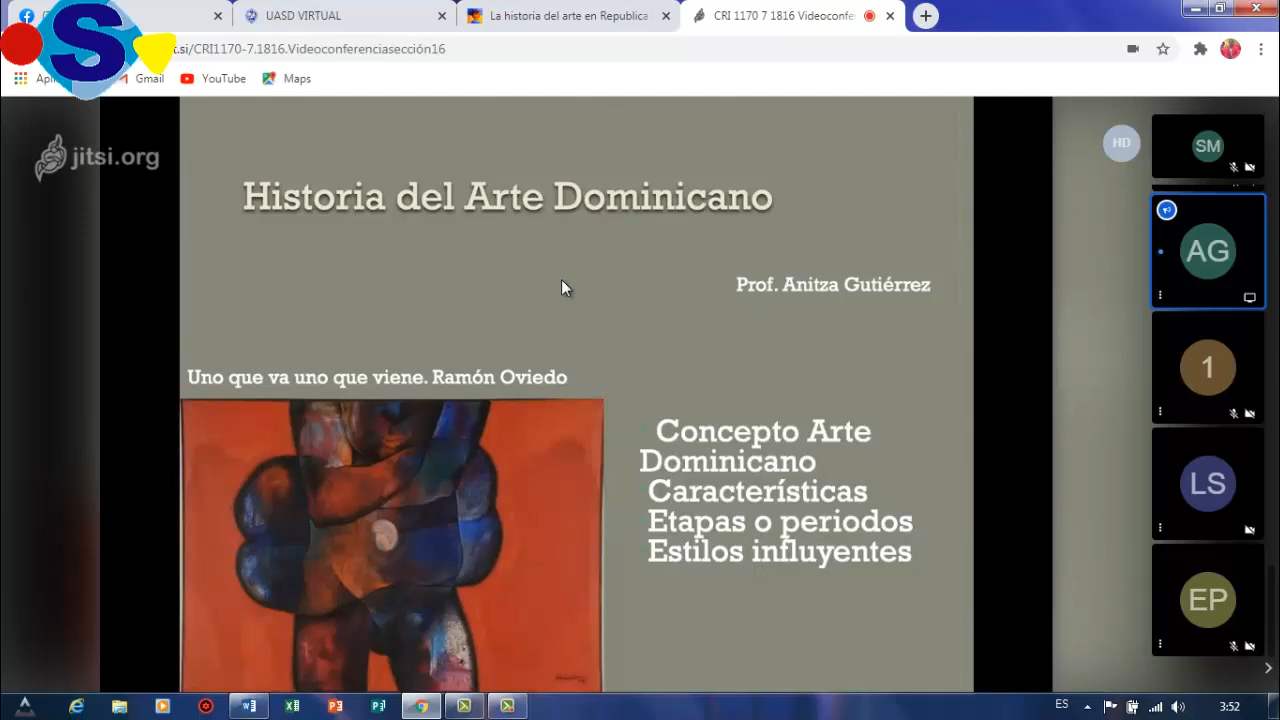 UASD VIRTUAL
La historia del arte en Republica
CRI 1170 7 1816 Videoconfe
t.si/CRI1170-7.1816.Videoconferenciasección16
S
Gmail
YouTube
Maps
jitsi.org
HD
SM
Historia del Arte Dominicano
AG
Prof. Anitza Gutiérrez
1
Uno que va uno que viene. Ramón Oviedo
Concepto Arte
Dominicano
Características
Etapas o periodos
Estilos influyentes
LS
EP
ES
3:52